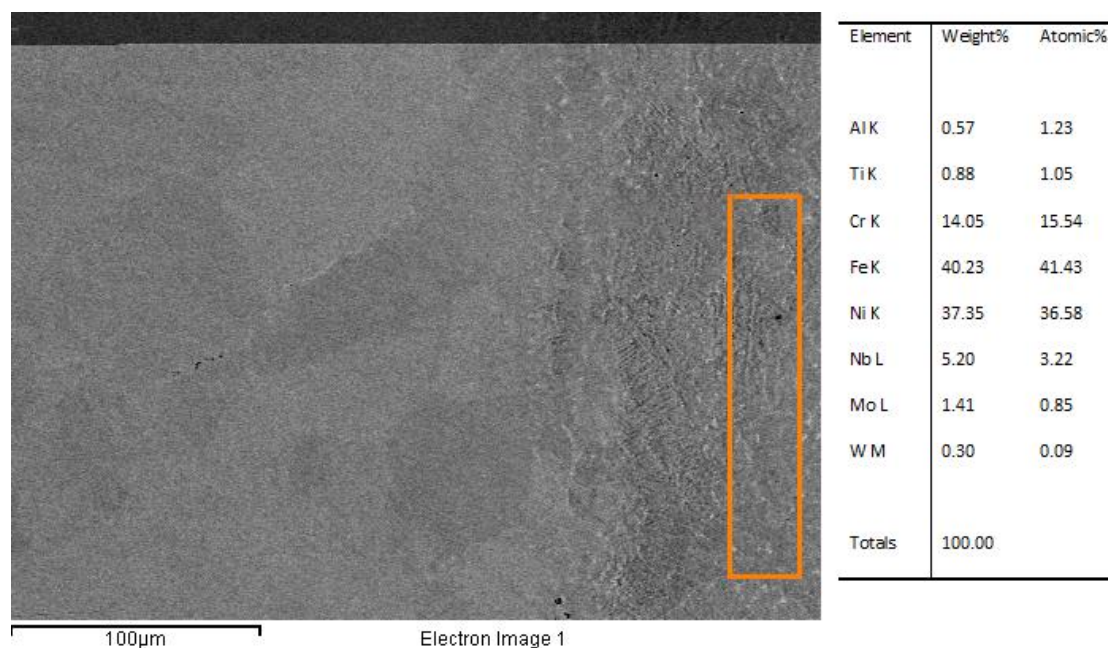 Element Weight% Atomic%
Al K 0.57 1.23
Ti K 0.88 1.05
Cr K 14.05 15.54
Fe K 40.23 41.43
Ni K 37.35 36.58
Nb L 5.20 3.22
Mo L 1.41 0.85
W M 0.30 0.09
Totals 100.00
100µm Electron Image 1